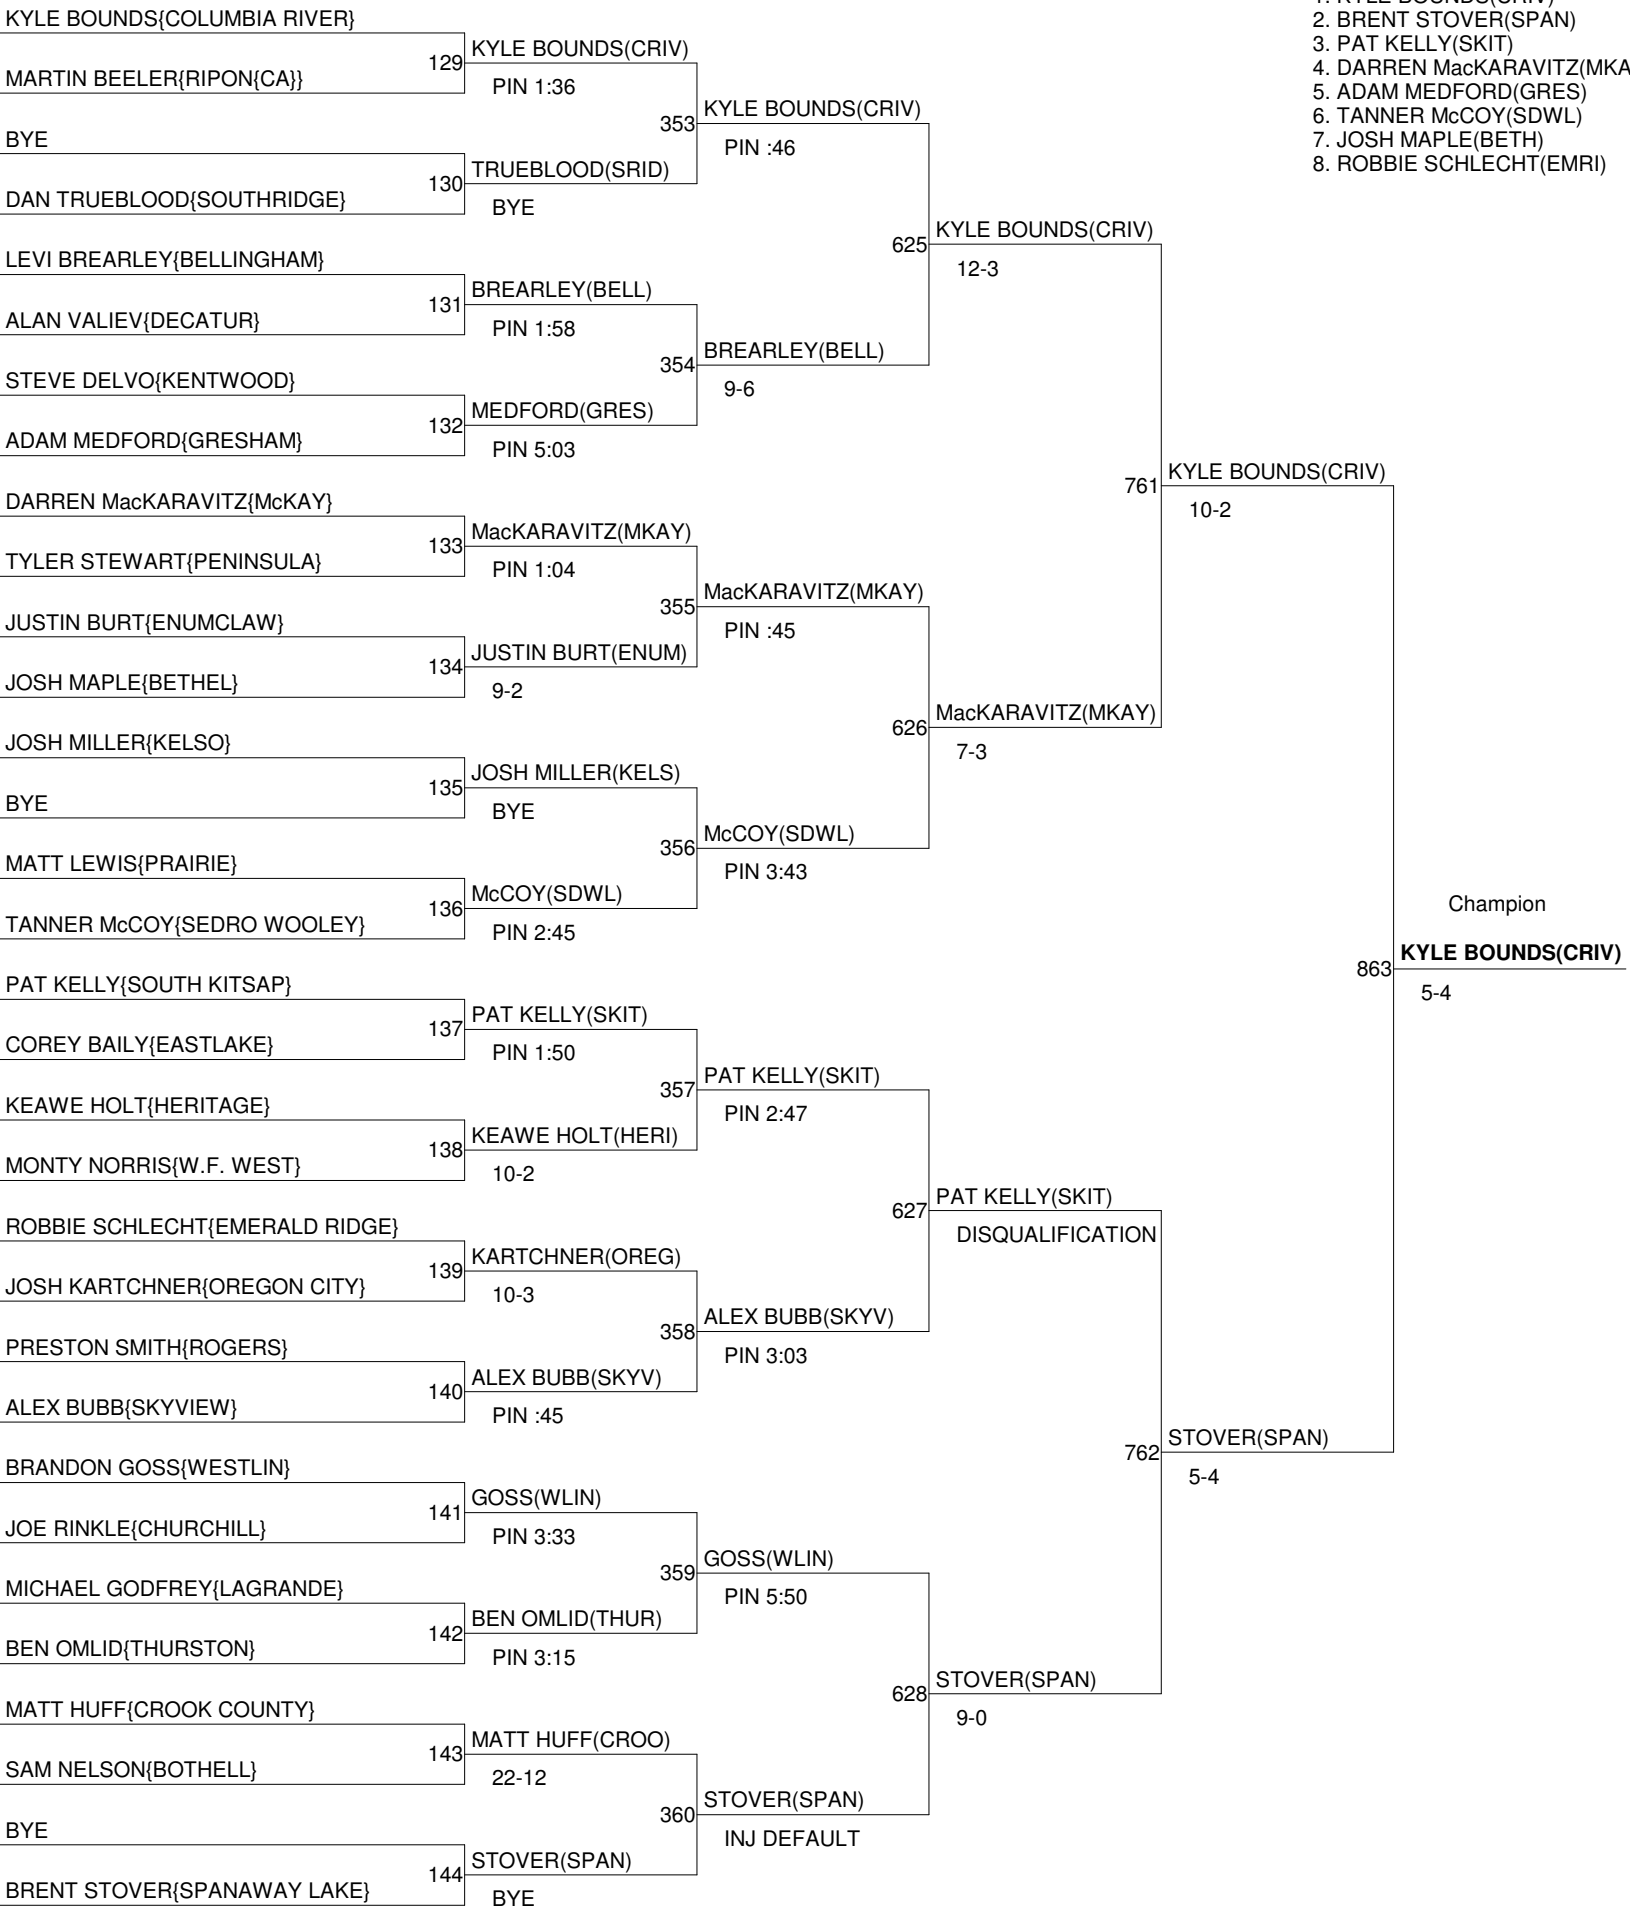 KYLE BOUNDS{COLUMBIA RIVER}
MARTIN BEELER{RIPON{CA}}
BYE
DAN TRUEBLOOD{SOUTHRIDGE}
LEVI BREARLEY{BELLINGHAM}
ALAN VALIEV{DECATUR}
STEVE DELVO{KENTWOOD}
ADAM MEDFORD{GRESHAM}
DARREN MacKARAVITZ{McKAY}
TYLER STEWART{PENINSULA}
JUSTIN BURT{ENUMCLAW}
JOSH MAPLE{BETHEL}
JOSH MILLER{KELSO}
BYE
MATT LEWIS{PRAIRIE}
TANNER McCOY{SEDRO WOOLEY}
PAT KELLY{SOUTH KITSAP}
COREY BAILY{EASTLAKE}
KEAWE HOLT{HERITAGE}
MONTY NORRIS{W.F. WEST}
ROBBIE SCHLECHT{EMERALD RIDGE}
JOSH KARTCHNER{OREGON CITY}
PRESTON SMITH{ROGERS}
ALEX BUBB{SKYVIEW}
BRANDON GOSS{WESTLIN}
JOE RINKLE{CHURCHILL}
MICHAEL GODFREY{LAGRANDE}
BEN OMLID{THURSTON}
MATT HUFF{CROOK COUNTY}
SAM NELSON{BOTHELL}
BYE
BRENT STOVER{SPANAWAY LAKE}
129 KYLE BOUNDS(CRIV)
PIN 1:36
130 TRUEBLOOD(SRID)
BYE
131 BREARLEY(BELL)
PIN 1:58
132 MEDFORD(GRES)
PIN 5:03
133 MacKARAVITZ(MKAY)
PIN 1:04
134 JUSTIN BURT(ENUM)
9-2
135 JOSH MILLER(KELS)
BYE
136 McCOY(SDWL)
PIN 2:45
137 PAT KELLY(SKIT)
PIN 1:50
138 KEAWE HOLT(HERI)
10-2
139 KARTCHNER(OREG)
10-3
140 ALEX BUBB(SKYV)
PIN :45
141 GOSS(WLIN)
PIN 3:33
142 BEN OMLID(THUR)
PIN 3:15
143 MATT HUFF(CROO)
22-12
144 STOVER(SPAN)
BYE
353 KYLE BOUNDS(CRIV)
PIN :46
354 BREARLEY(BELL)
9-6
355 MacKARAVITZ(MKAY)
PIN :45
356 McCOY(SDWL)
PIN 3:43
357 PAT KELLY(SKIT)
PIN 2:47
358 ALEX BUBB(SKYV)
PIN 3:03
359 GOSS(WLIN)
PIN 5:50
360 STOVER(SPAN)
INJ DEFAULT
625 KYLE BOUNDS(CRIV)
12-3
626 MacKARAVITZ(MKAY)
7-3
627 PAT KELLY(SKIT)
DISQUALIFICATION
628 STOVER(SPAN)
9-0
761 KYLE BOUNDS(CRIV)
10-2
762 STOVER(SPAN)
5-4
Champion
863 KYLE BOUNDS(CRIV)
5-4
1. KYLE BOUNDS(CRIV)
2. BRENT STOVER(SPAN)
3. PAT KELLY(SKIT)
4. DARREN MacKARAVITZ(MKA
5. ADAM MEDFORD(GRES)
6. TANNER McCOY(SDWL)
7. JOSH MAPLE(BETH)
8. ROBBIE SCHLECHT(EMRI)